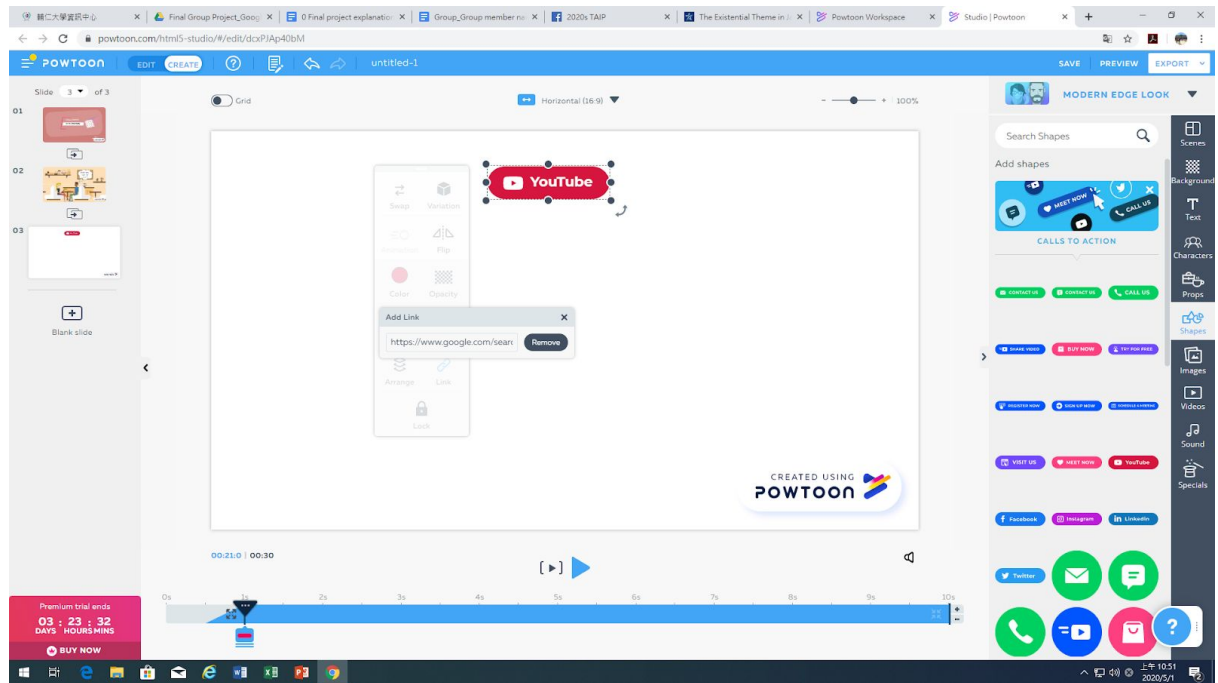 輔仁大學資訊中心
Final Group Project_Goog
0 Final project explanation
Group_Group member na
2020s TAIP
The Existential Theme in J
Powtoon Workspace
Studio | Powtoon
powtoon.com/html5-studio/#/edit/dcxPJAp40bM
POWTOON
EDIT CREATE
untitled-1
SAVE PREVIEW EXPORT
Slide 3 of 3
Grid
Horizontal (16:9)
- + 100%
MODERN EDGE LOOK
01
02
03
Blank slide
Swap
Variation
Flip
Color
Opacity
Add Link
https://www.google.com/searc
Remove
Arrange
Link
Lock
YouTube
CREATED USING
POWTOON
Search Shapes
Add shapes
MEET NOW
CALL US
CALLS TO ACTION
CONTACT US
CONTACT US
CALL US
SHARE VIDEO
BUY NOW
TRY FOR FREE
REGISTER NOW
SIGN UP NOW
SCHEDULE A MEETING
VISIT US
MEET NOW
YouTube
Facebook
Instagram
LinkedIn
Twitter
Scenes
Background
Text
Characters
Props
Shapes
Images
Videos
Sound
Specials
00:21:0 | 00:30
0s 1s 2s 3s 4s 5s 6s 7s 8s 9s 10s
Premium trial ends
03 : 23 : 32
DAYS HOURS MINS
BUY NOW
?
上午 10:51
2020/5/1